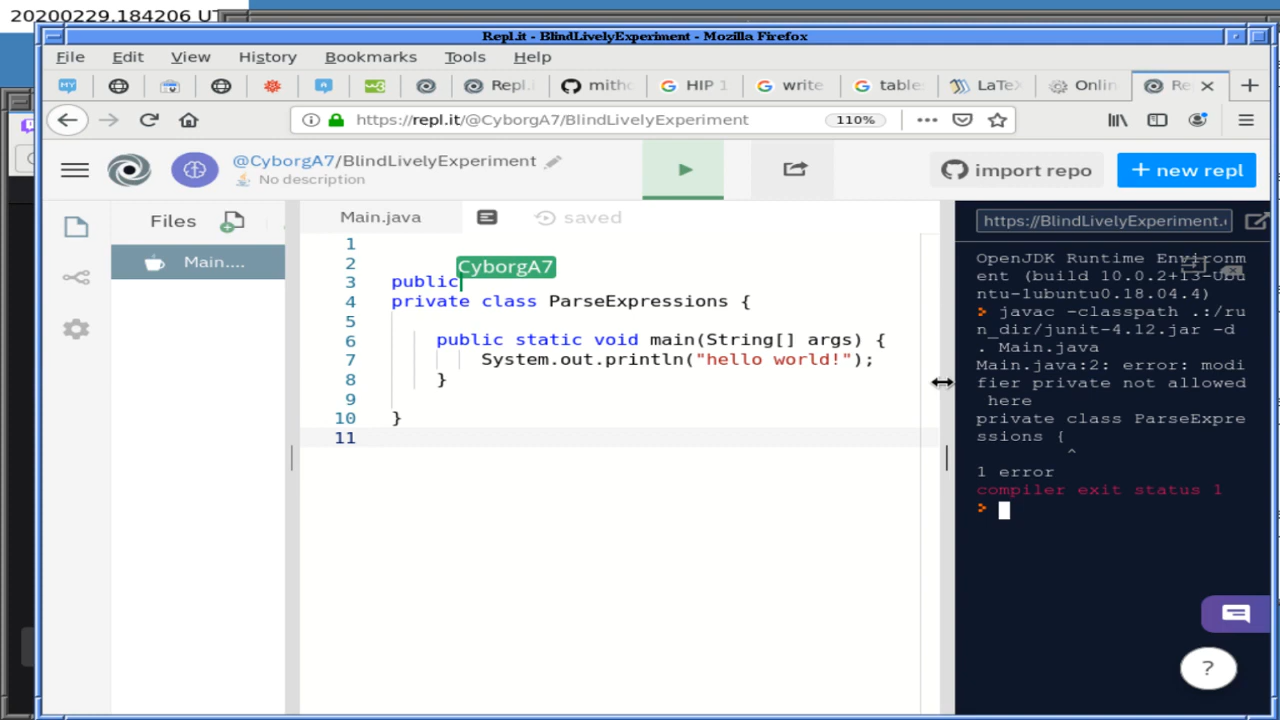 20200229.184206 UT
Repl.it - BlindLivelyExperiment - Mozilla Firefox
File Edit View History Bookmarks Tools Help
Repl. mitho HIP 1 write table LaTeX Onlin Re
https://repl.it/@CyborgA7/BlindLivelyExperiment 110%
@CyborgA7/BlindLivelyExperiment
No description
import repo
+ new repl
Files
Main....
Main.java
saved
1
2
CyborgA7
3 public
4 private class ParseExpressions {
5
6 public static void main(String[] args) {
7 System.out.println("hello world!");
8 }
9
10 }
11
https://BlindLivelyExperiment.
OpenJDK Runtime Environm
ent (build 10.0.2+13-Ubu
ntu-1ubuntu0.18.04.4)
> javac -classpath .:/ru
n_dir/junit-4.12.jar -d
. Main.java
Main.java:2: error: modi
fier private not allowed
here
private class ParseExpre
ssions {
^
1 error
compiler exit status 1
>
?